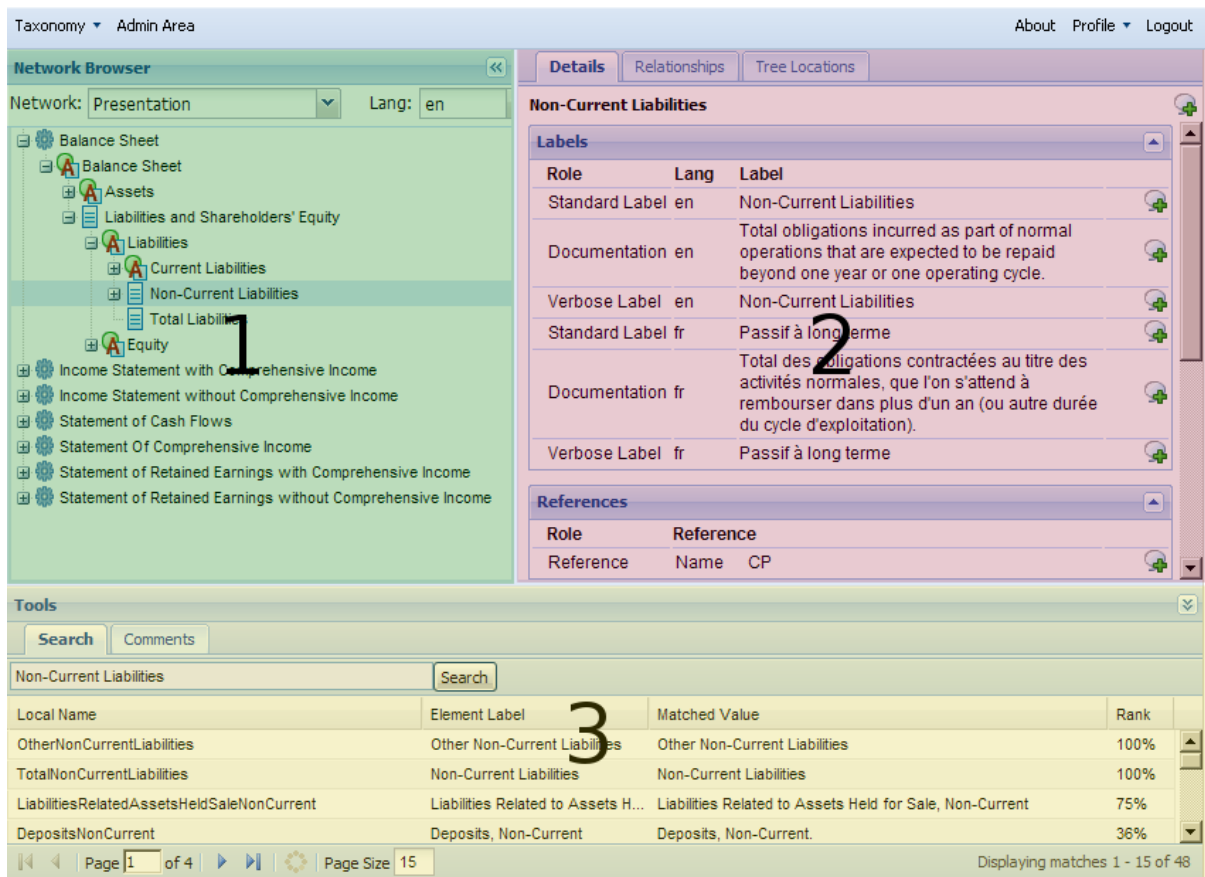 Taxonomy Admin Area About Profile Logout
Network Browser
Network: Presentation Lang: en
Balance Sheet
Balance Sheet
Assets
Liabilities and Shareholders' Equity
Liabilities
Current Liabilities
Non-Current Liabilities
Total Liabilities
Equity
Income Statement with Comprehensive Income
Income Statement without Comprehensive Income
Statement of Cash Flows
Statement Of Comprehensive Income
Statement of Retained Earnings with Comprehensive Income
Statement of Retained Earnings without Comprehensive Income
1
Details Relationships Tree Locations
Non-Current Liabilities
Labels
Role Lang Label
Standard Label en Non-Current Liabilities
Total obligations incurred as part of normal
Documentation en operations that are expected to be repaid
beyond one year or one operating cycle.
Verbose Label en Non-Current Liabilities
Standard Label fr Passif à long terme
Total des obligations contractées au titre des
activités normales, que l'on s'attend à
Documentation fr rembourser dans plus d'un an (ou autre durée
du cycle d'exploitation).
Verbose Label fr Passif à long terme
References
Role Reference
Reference Name CP
2
Tools
Search Comments
Non-Current Liabilities Search
Local Name Element Label Matched Value Rank
OtherNonCurrentLiabilities Other Non-Current Liabilities Other Non-Current Liabilities 100%
TotalNonCurrentLiabilities Non-Current Liabilities Non-Current Liabilities 100%
LiabilitiesRelatedAssetsHeldSaleNonCurrent Liabilities Related to Assets H... Liabilities Related to Assets Held for Sale, Non-Current 75%
DepositsNonCurrent Deposits, Non-Current Deposits, Non-Current. 36%
3
Page 1 of 4 Page Size 15 Displaying matches 1 - 15 of 48